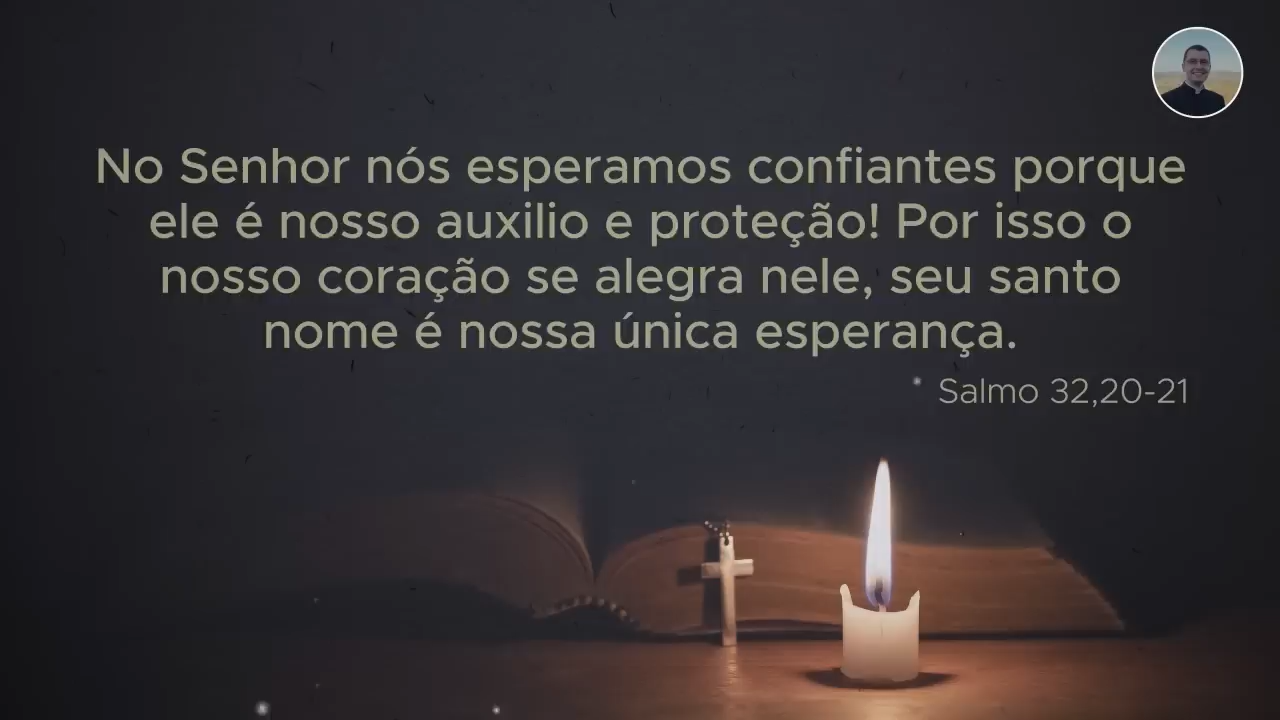 No Senhor nós esperamos confiantes porque
ele é nosso auxilio e proteção! Por isso o
nosso coração se alegra nele, seu santo
nome é nossa única esperança.
Salmo 32,20-21